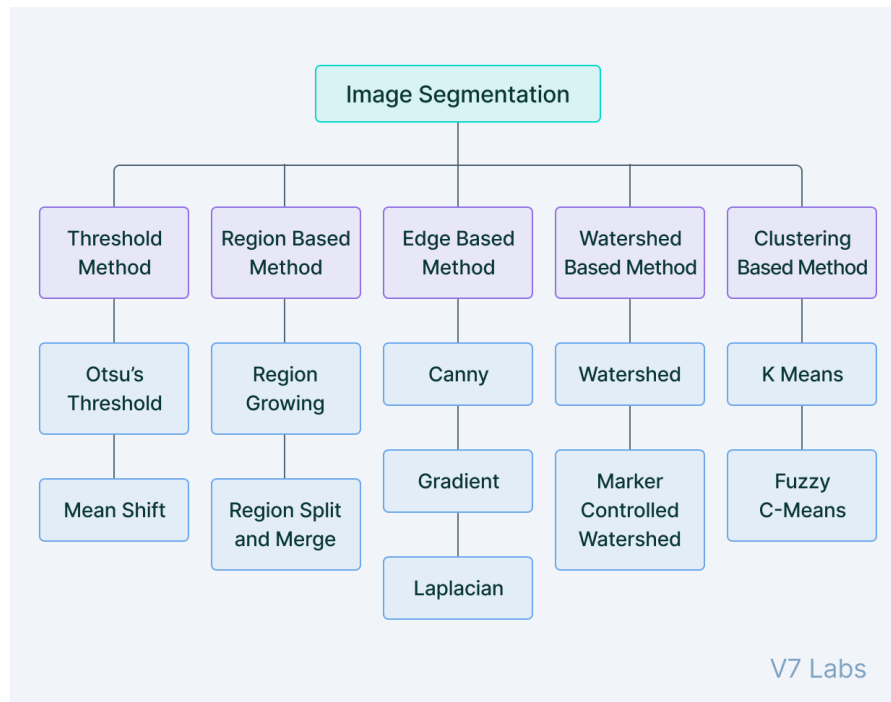 Image Segmentation
Threshold
Method
Region Based
Method
Edge Based
Method
Watershed
Based Method
Clustering
Based Method
Otsu’s
Threshold
Region
Growing
Canny
Watershed
K Means
Mean Shift
Region Split
and Merge
Gradient
Marker
Controlled
Watershed
Fuzzy
C-Means
Laplacian
V7 Labs